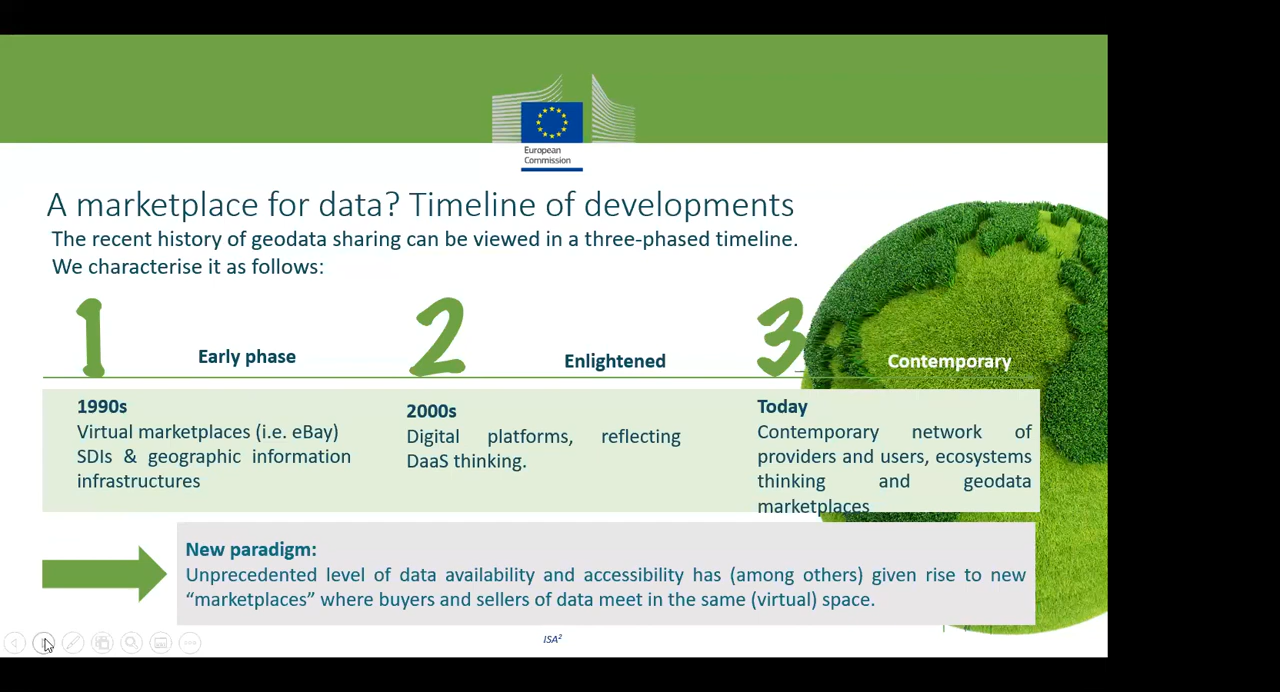 European
Commission
A marketplace for data? Timeline of developments
The recent history of geodata sharing can be viewed in a three-phased timeline.
We characterise it as follows:
1
Early phase
2
Enlightened
3
Contemporary
1990s
Virtual marketplaces (i.e. eBay)
SDIs & geographic information
infrastructures
2000s
Digital platforms, reflecting
DaaS thinking.
Today
Contemporary network of
providers and users, ecosystems
thinking and geodata
marketplaces
New paradigm:
Unprecedented level of data availability and accessibility has (among others) given rise to new
“marketplaces” where buyers and sellers of data meet in the same (virtual) space.
ISA²